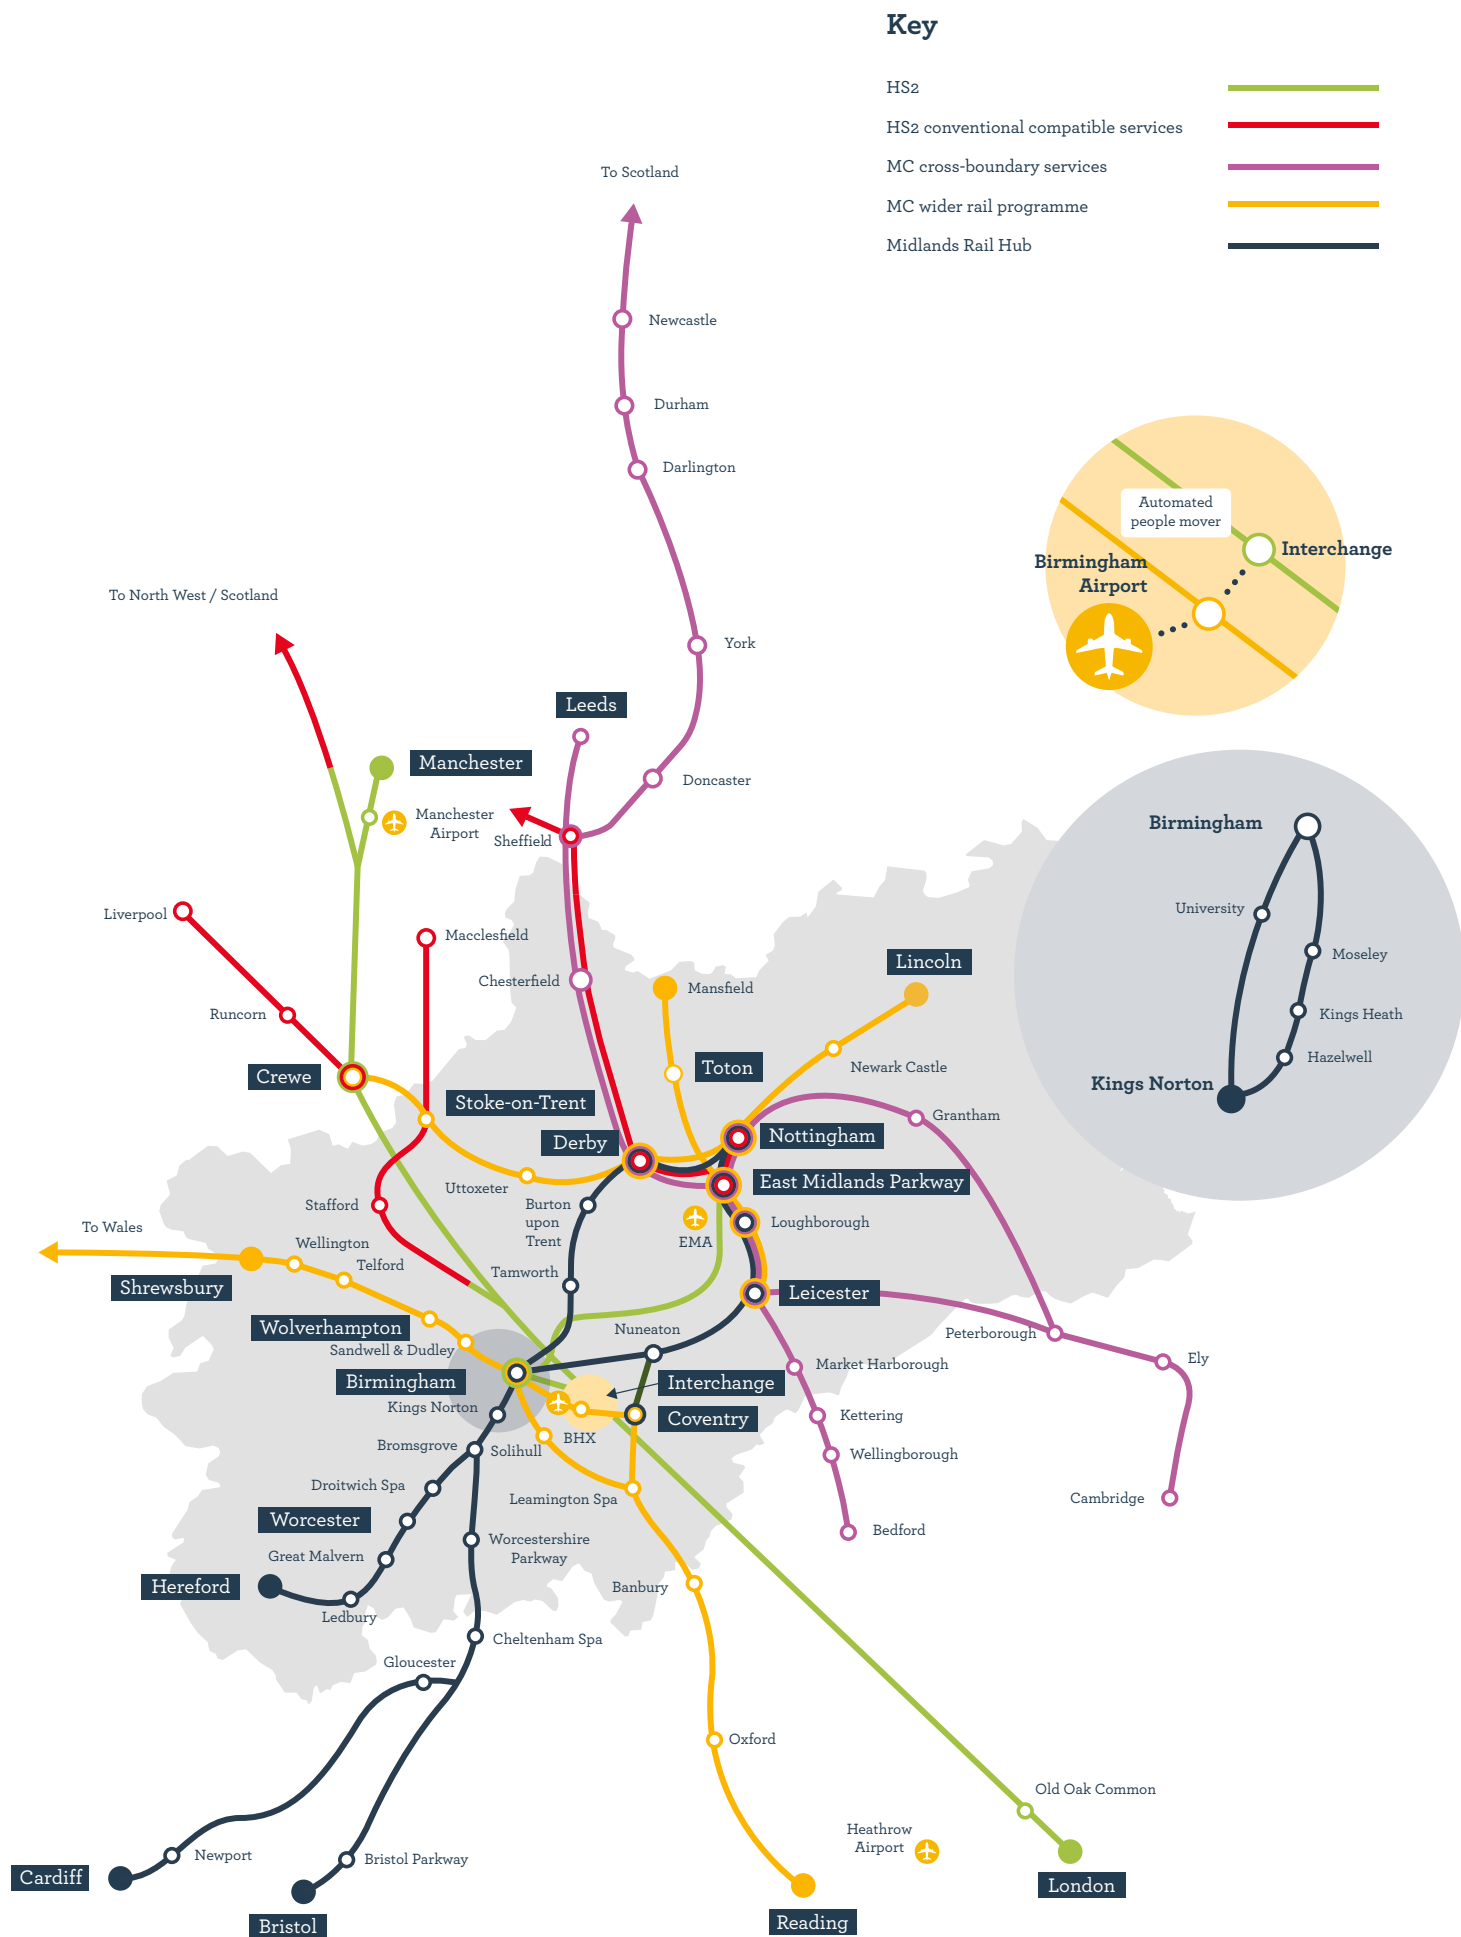 Key
HS2
HS2 conventional compatible services
MC cross-boundary services
MC wider rail programme
Midlands Rail Hub
To Scotland
Newcastle
Durham
Darlington
York
Automated
people mover
Interchange
Birmingham
Airport
To North West / Scotland
Leeds
Manchester
Doncaster
Manchester
Airport
Sheffield
Birmingham
University
Moseley
Kings Heath
Hazelwell
Kings Norton
Liverpool
Macclesfield
Lincoln
Chesterfield
Mansfield
Runcorn
Crewe
Toton
Newark Castle
Stoke-on-Trent
Grantham
Derby
Nottingham
East Midlands Parkway
Uttoxeter
Stafford
Burton
upon
Trent
EMA
Loughborough
To Wales
Wellington
Telford
Tamworth
Shrewsbury
Leicester
Wolverhampton
Nuneaton
Peterborough
Sandwell & Dudley
Ely
Market Harborough
Birmingham
Interchange
Kings Norton
Coventry
Kettering
Bromsgrove
Solihull
BHX
Wellingborough
Droitwich Spa
Leamington Spa
Cambridge
Worcester
Bedford
Worcestershire
Parkway
Great Malvern
Hereford
Banbury
Ledbury
Cheltenham Spa
Gloucester
Oxford
Old Oak Common
Heathrow
Airport
Newport
Bristol Parkway
Cardiff
London
Bristol
Reading